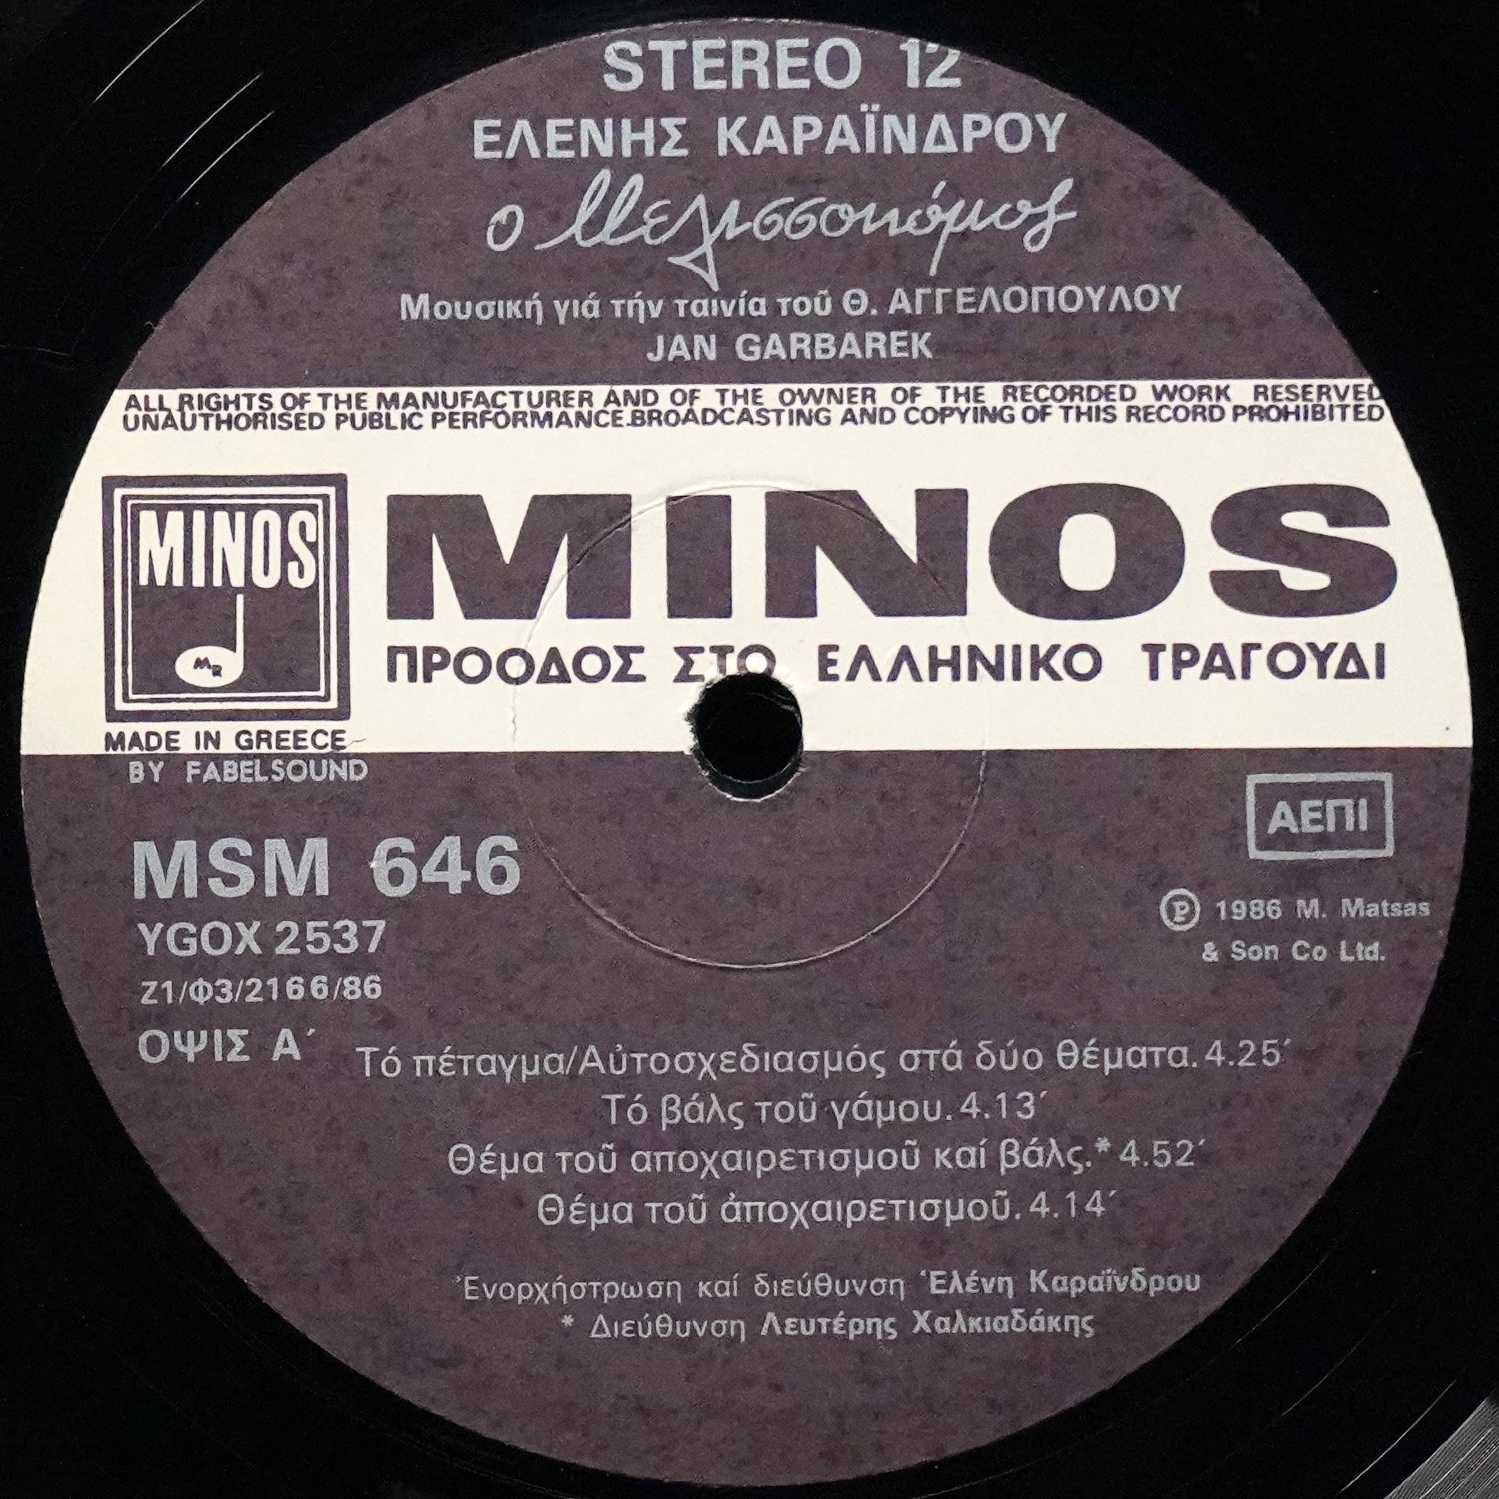 STEREO 12
ΕΛΕΝΗΣ ΚΑΡΑΪΝΔΡΟΥ
ο Μελισσοκόμος
Μουσική γιά τήν ταινία τοῦ Θ. ΑΓΓΕΛΟΠΟΥΛΟΥ
JAN GARBAREK
ALL RIGHTS OF THE MANUFACTURER AND OF THE OWNER OF THE RECORDED WORK RESERVED
UNAUTHORISED PUBLIC PERFORMANCE.BROADCASTING AND COPYING OF THIS RECORD PROHIBITED
MINOS
MR
MINOS
ΠΡΟΟΔΟΣ ΣΤΟ ΕΛΛΗΝΙΚΟ ΤΡΑΓΟΥΔΙ
MADE IN GREECE
BY FABELSOUND
ΑΕΠΙ
MSM 646
YGOX 2537
Ζ1/Φ3/2166/86
ΟΨΙΣ Α΄
℗ 1986 M. Matsas
& Son Co Ltd.
Τό πέταγμα/Αὐτοσχεδιασμός στά δύο θέματα. 4.25΄
Τό βάλς τοῦ γάμου. 4.13΄
Θέμα τοῦ αποχαιρετισμοῦ καί βάλς.* 4.52΄
Θέμα τοῦ ἀποχαιρετισμοῦ. 4.14΄
Ἐνορχήστρωση καί διεύθυνση Ἑλένη Καραΐνδρου
* Διεύθυνση Λευτέρης Χαλκιαδάκης